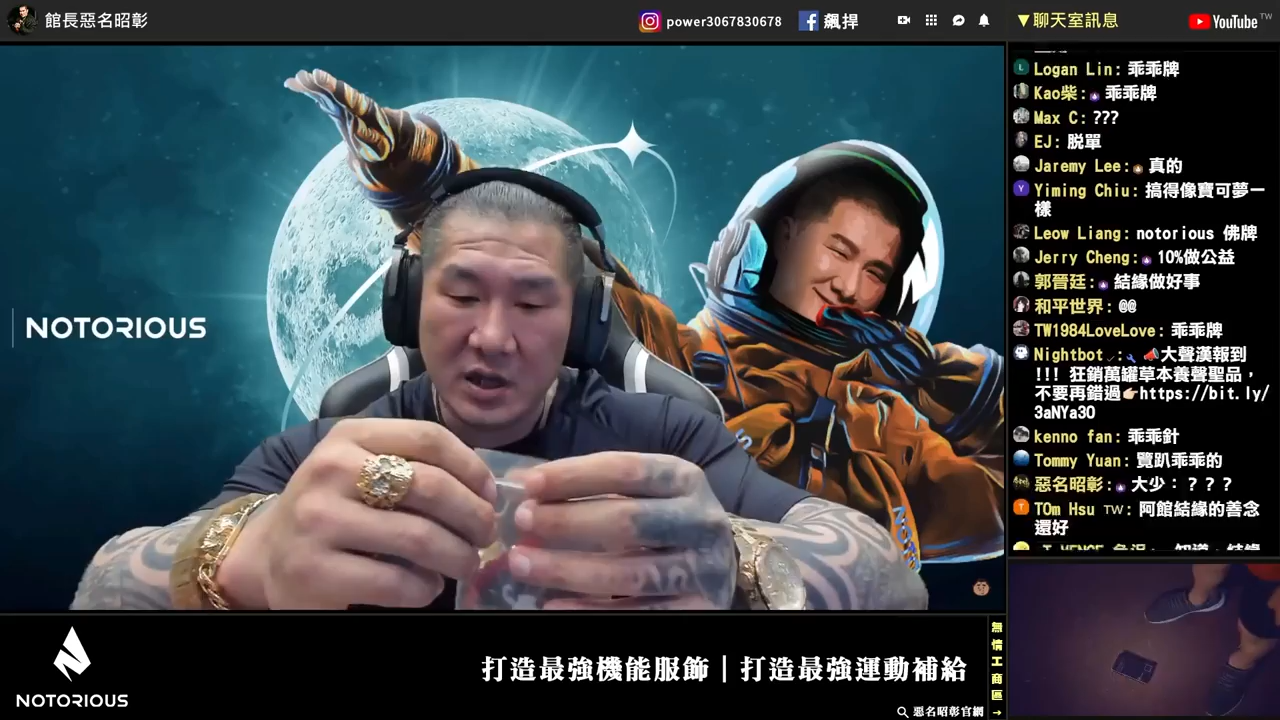 館長惡名昭彰
power3067830678
飆捍
▼聊天室訊息
YouTube TW
Logan Lin: 乖乖牌
Kao柴: 乖乖牌
Max C: ???
EJ: 脱單
Jaremy Lee: 真的
Yiming Chiu: 搞得像寶可夢一
樣
Leow Liang: notorious 佛牌
Jerry Cheng: 10%做公益
郭晉廷: 結緣做好事
和平世界: @@
TW1984LoveLove: 乖乖牌
Nightbot: 📣大聲漢報到
!!! 狂銷萬罐草本養聲聖品，
不要再錯過👉🏻https://bit.ly/
3aNYa3O
kenno fan: 乖乖針
Tommy Yuan: 覽趴乖乖的
惡名昭彰: 大少：？？？
TOm Hsu TW: 阿館結緣的善念
還好
NOTORIOUS
NOTORIOUS
打造最強機能服飾｜打造最強運動補給
惡名昭彰官網
無情工商區→